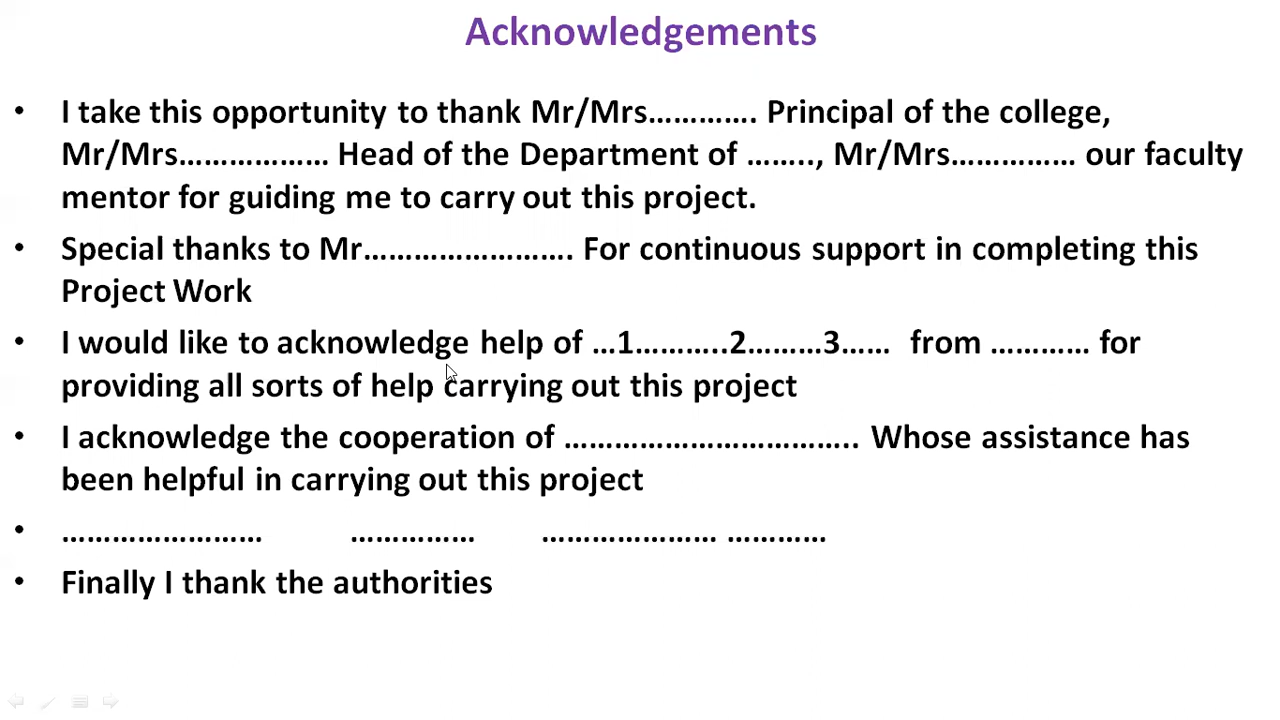 Acknowledgements
• I take this opportunity to thank Mr/Mrs…………. Principal of the college,
Mr/Mrs……………… Head of the Department of …….., Mr/Mrs…………… our faculty
mentor for guiding me to carry out this project.
• Special thanks to Mr……………………. For continuous support in completing this
Project Work
• I would like to acknowledge help of …1………..2………3…… from ………… for
providing all sorts of help carrying out this project
• I acknowledge the cooperation of …………………………….. Whose assistance has
been helpful in carrying out this project
• …………………… …………… ………………… …………
• Finally I thank the authorities